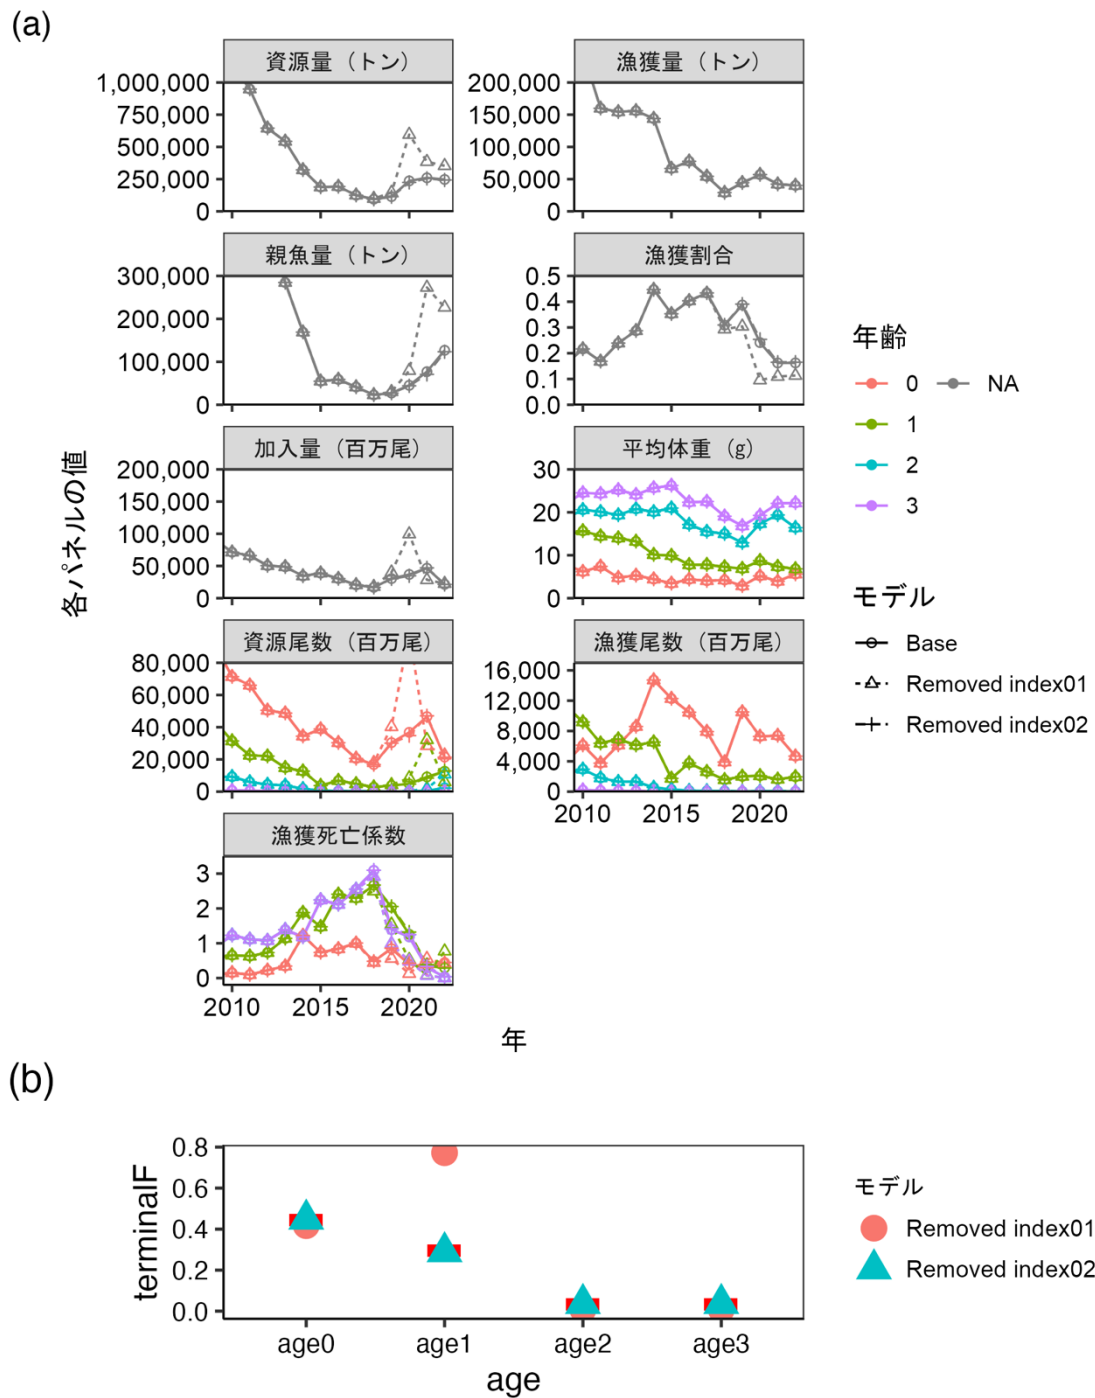 (a)
資源量（トン）
1,000,000
750,000
500,000
250,000
0
漁獲量（トン）
200,000
150,000
100,000
50,000
0
親魚量（トン）
300,000
200,000
100,000
0
漁獲割合
0.5
0.4
0.3
0.2
0.1
0.0
加入量（百万尾）
200,000
150,000
100,000
50,000
0
平均体重（g）
30
20
10
0
資源尾数（百万尾）
80,000
60,000
40,000
20,000
0
漁獲尾数（百万尾）
16,000
12,000
8,000
4,000
0
2010 2015 2020
漁獲死亡係数
3
2
1
0
2010 2015 2020
各パネルの値
年
年齢
0 NA
1
2
3
モデル
Base
Removed index01
Removed index02
(b)
terminalF
0.8
0.6
0.4
0.2
0.0
age0 age1 age2 age3
age
モデル
Removed index01
Removed index02